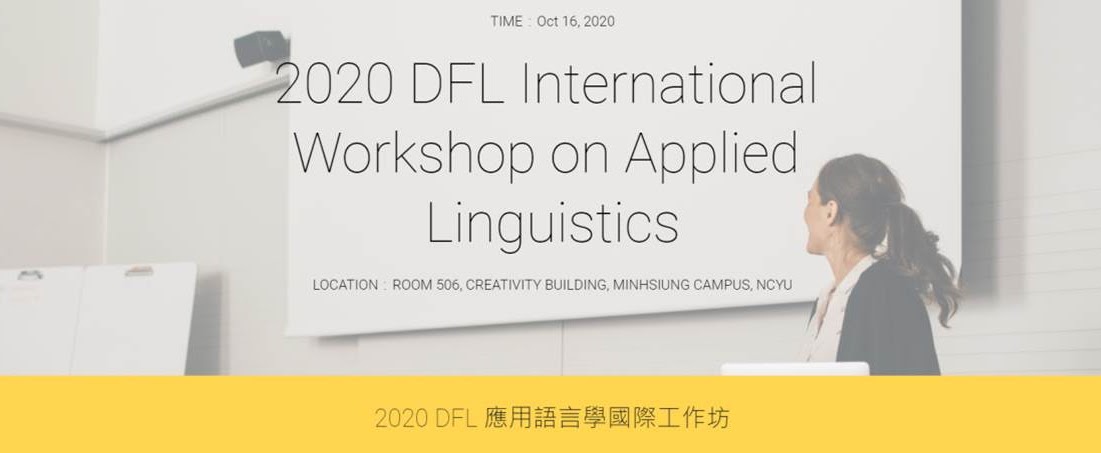 TIME : Oct 16, 2020
2020 DFL International
Workshop on Applied
Linguistics
LOCATION : ROOM 506, CREATIVITY BUILDING, MINHSIUNG CAMPUS, NCYU
2020 DFL 應用語言學國際工作坊